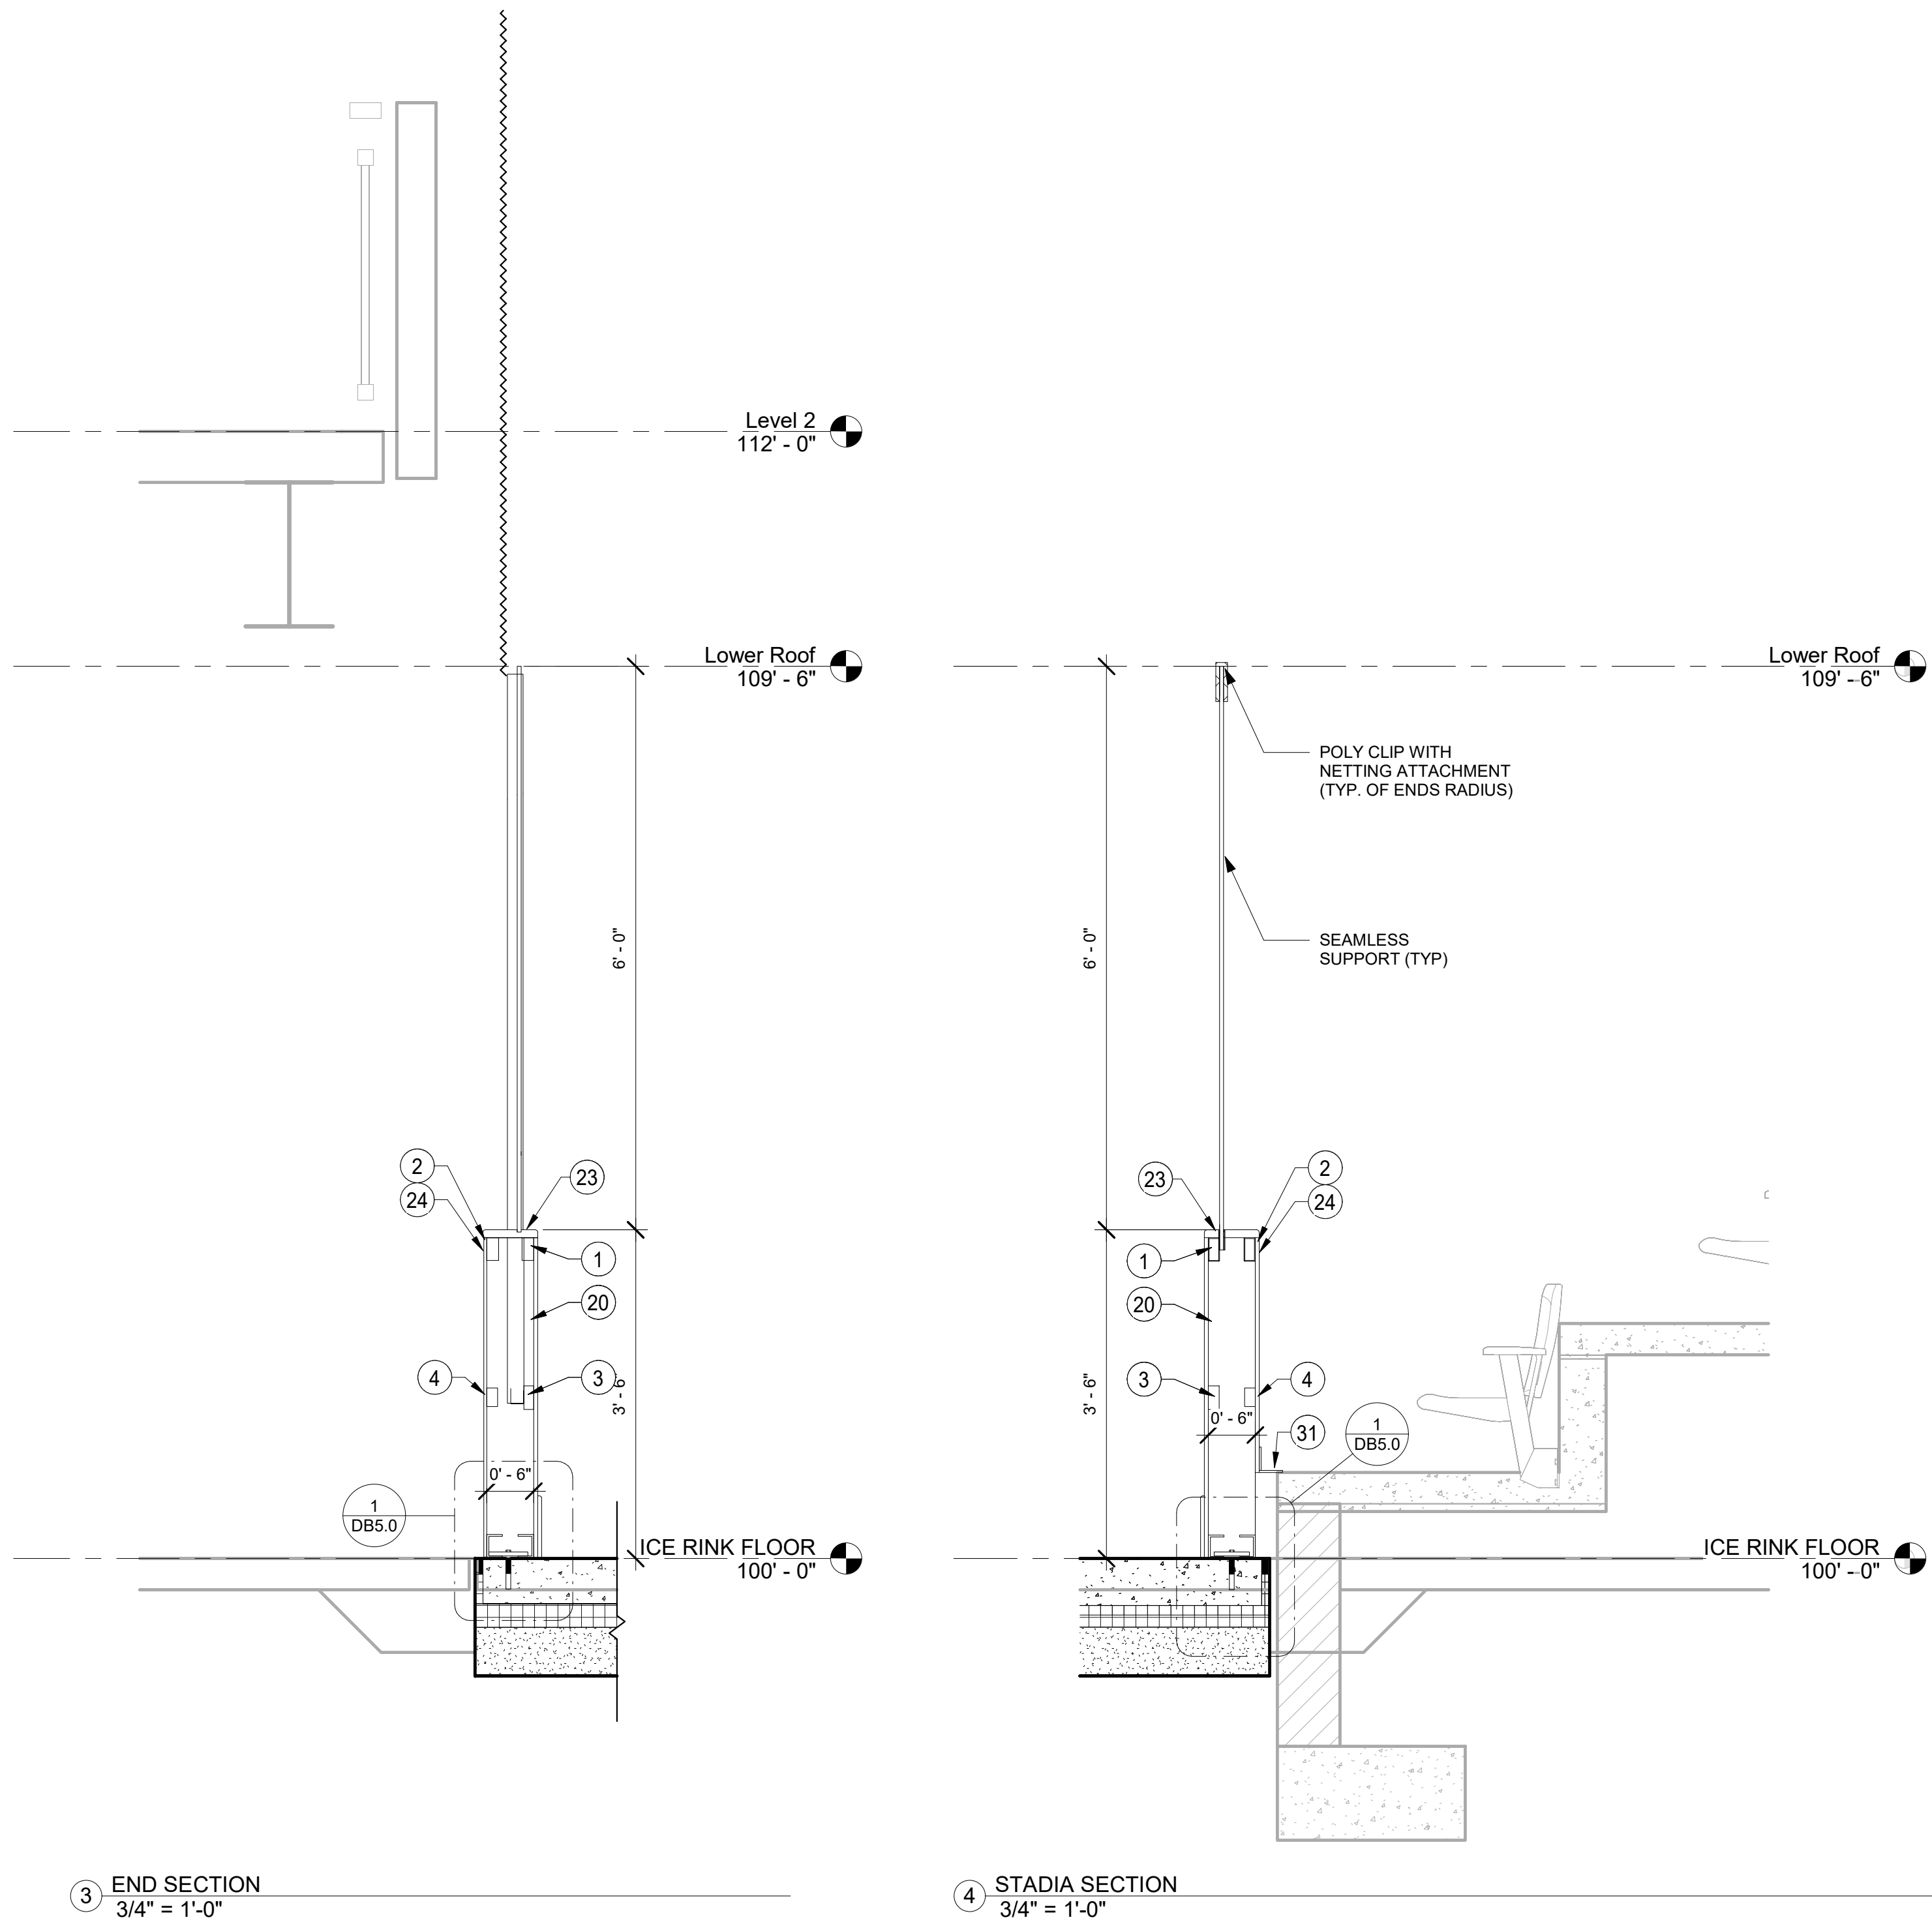 Level 2
112' - 0"
Lower Roof
109' - 6"
6' - 0"
2
24
23
1
20
4
3
3' - 6"
0' - 6"
1
DB5.0
ICE RINK FLOOR
100' - 0"
3
END SECTION
3/4" = 1'-0"
Lower Roof
109' - 6"
POLY CLIP WITH
NETTING ATTACHMENT
(TYP. OF ENDS RADIUS)
6' - 0"
SEAMLESS
SUPPORT (TYP)
23
2
24
1
20
3
4
3' - 6"
0' - 6"
31
1
DB5.0
ICE RINK FLOOR
100' - 0"
4
STADIA SECTION
3/4" = 1'-0"